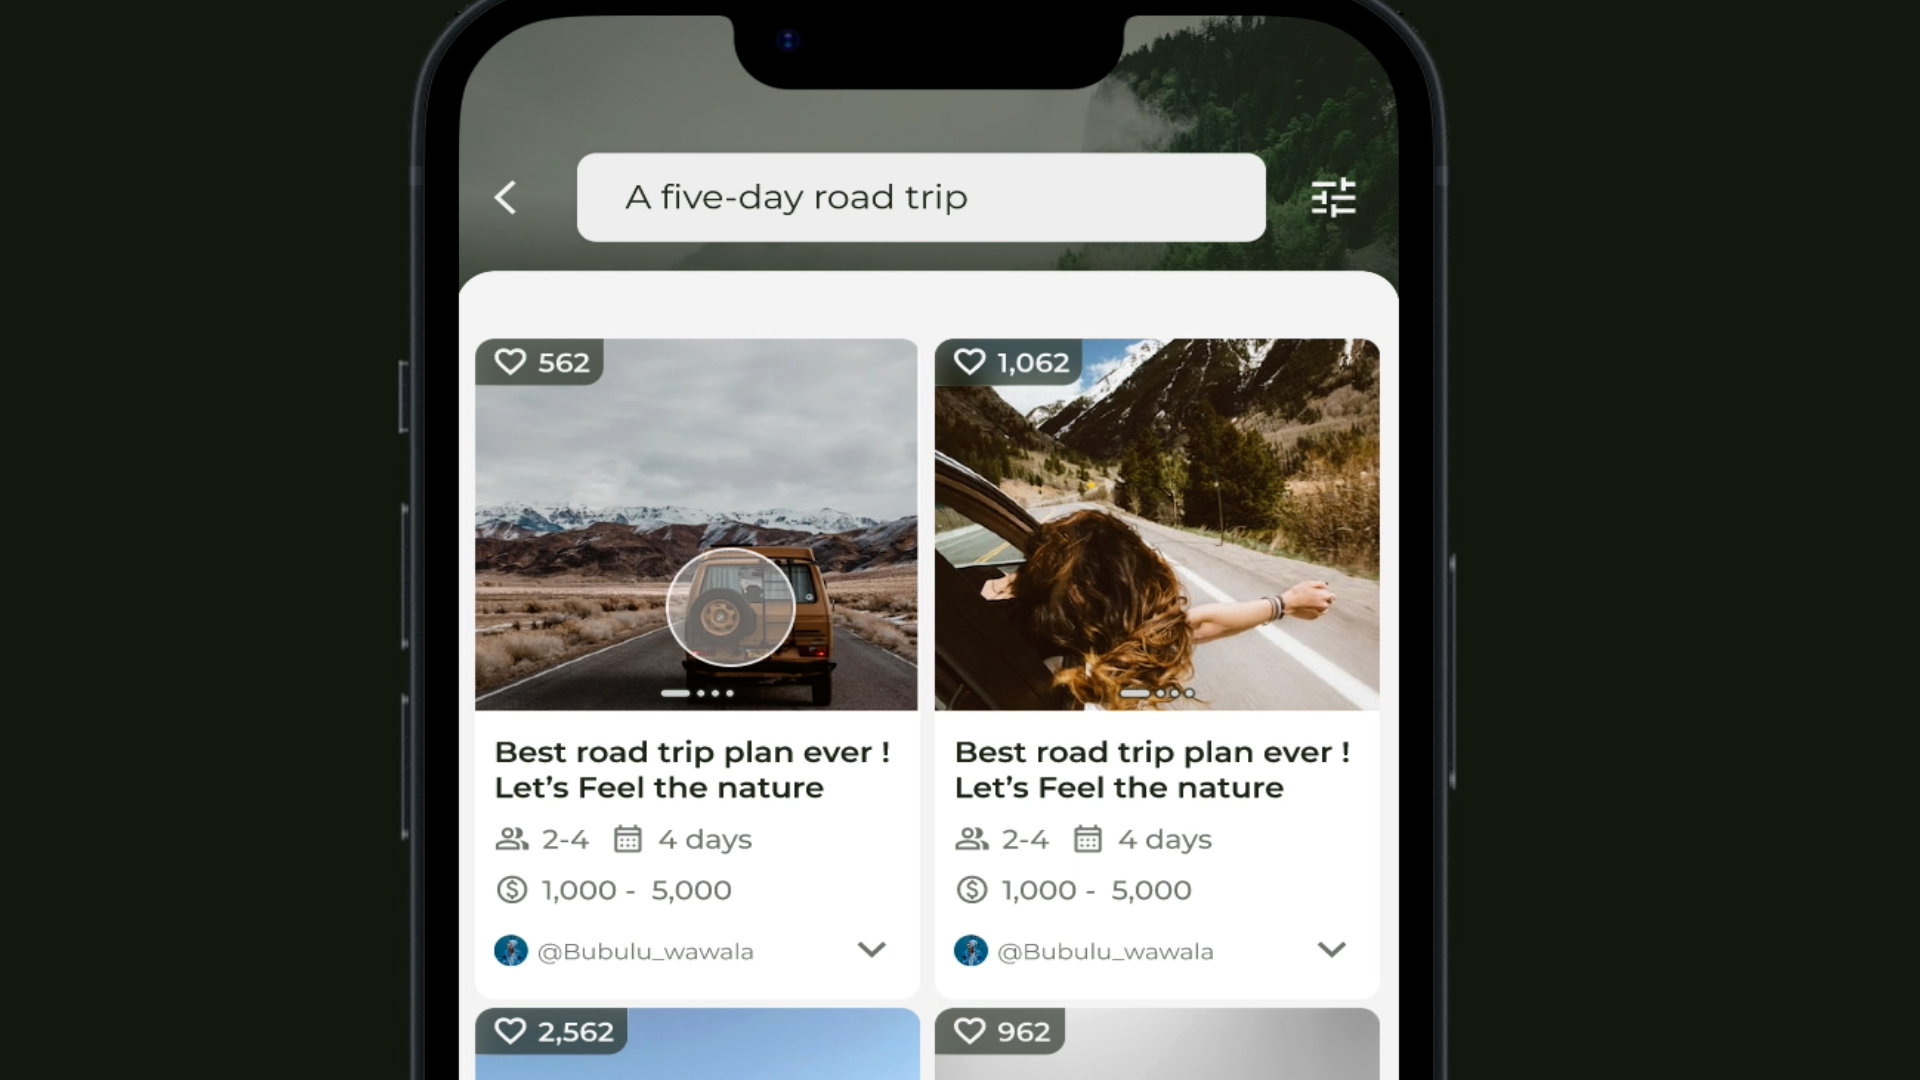 A five-day road trip
562
1,062
Best road trip plan ever !
Let’s Feel the nature
2-4 4 days
1,000 - 5,000
@Bubulu_wawala
Best road trip plan ever !
Let’s Feel the nature
2-4 4 days
1,000 - 5,000
@Bubulu_wawala
2,562
962